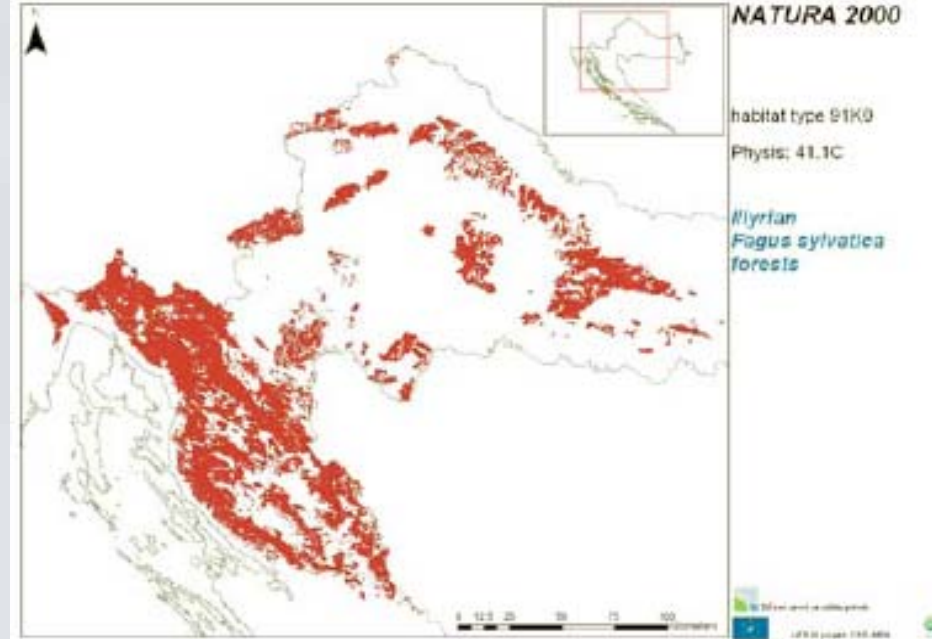 NATURA 2000
habitat type 91K0
Physis: 41.1C
Illyrian
Fagus sylvatica
forests
0 12.5 25 50 75 100